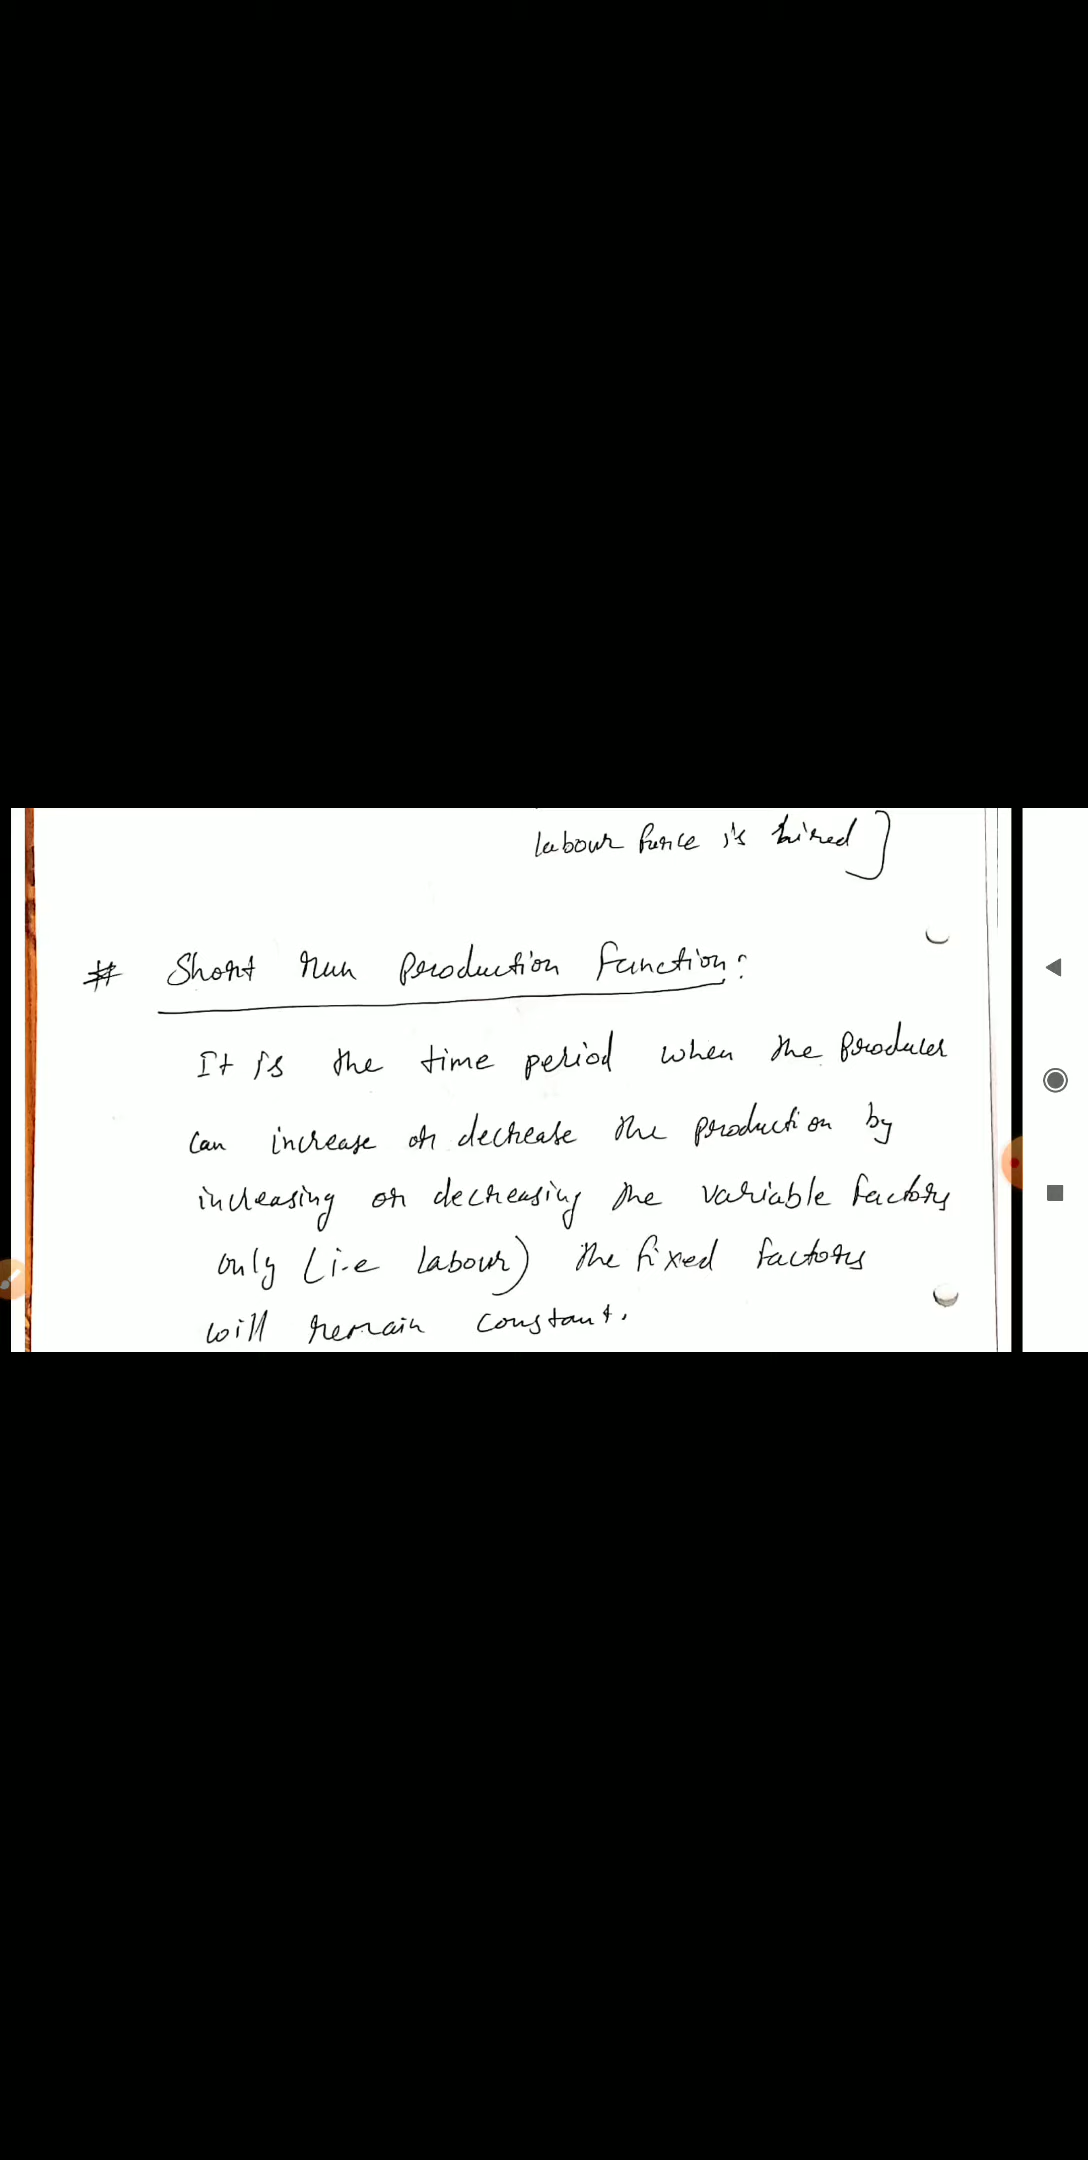 labour force is hired]
# Short run production function:
It is the time period when the producer
can increase or decrease the production by
increasing or decreasing the variable factors
only (i.e labour) the fixed factors
will remain constant.